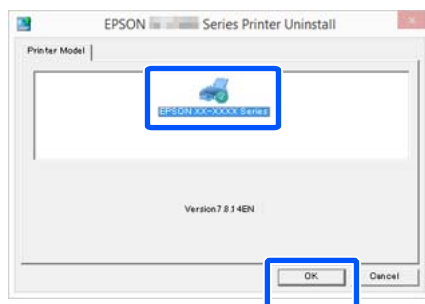 EPSON Series Printer Uninstall
Printer Model
EPSON XX-XXXX Series
Version7.8.14EN
OK
Cancel